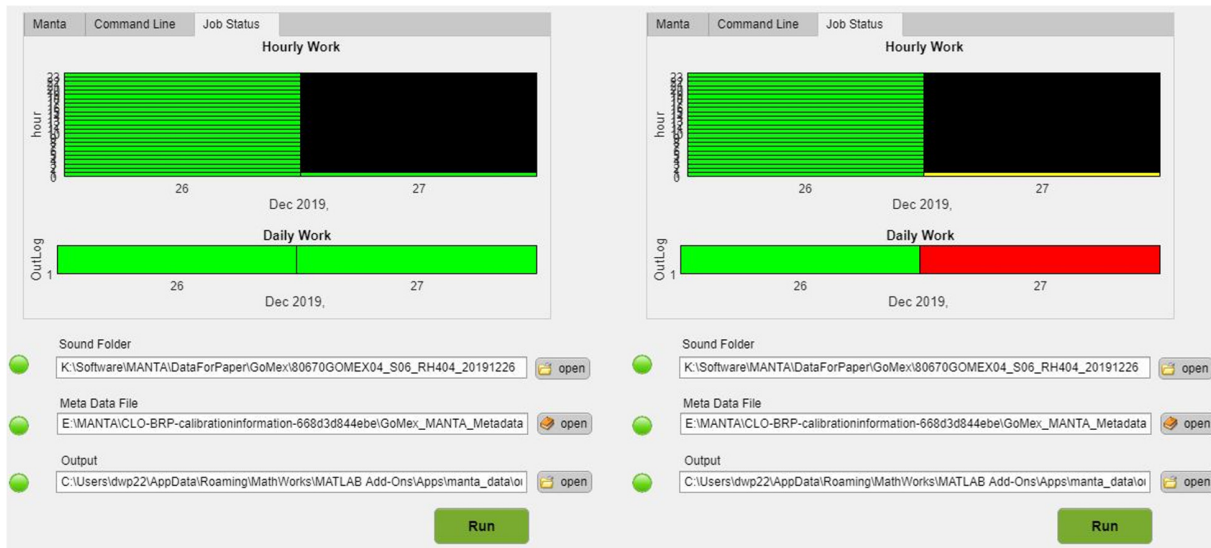 Manta Command Line Job Status
Hourly Work
hour
26 27
Dec 2019,
Daily Work
OutLog
1
26 27
Dec 2019,
Sound Folder
K:\Software\MANTA\DataForPaper\GoMex\80670GOMEX04_S06_RH404_20191226 open
Meta Data File
E:\MANTA\CLO-BRP-calibrationinformation-668d3d844ebe\GoMex_MANTA_Metadata open
Output
C:\Users\dwp22\AppData\Roaming\MathWorks\MATLAB Add-Ons\Apps\manta_data\ou open
Run
Manta Command Line Job Status
Hourly Work
hour
26 27
Dec 2019,
Daily Work
OutLog
1
26 27
Dec 2019,
Sound Folder
K:\Software\MANTA\DataForPaper\GoMex\80670GOMEX04_S06_RH404_20191226 open
Meta Data File
E:\MANTA\CLO-BRP-calibrationinformation-668d3d844ebe\GoMex_MANTA_Metadata open
Output
C:\Users\dwp22\AppData\Roaming\MathWorks\MATLAB Add-Ons\Apps\manta_data\ou open
Run